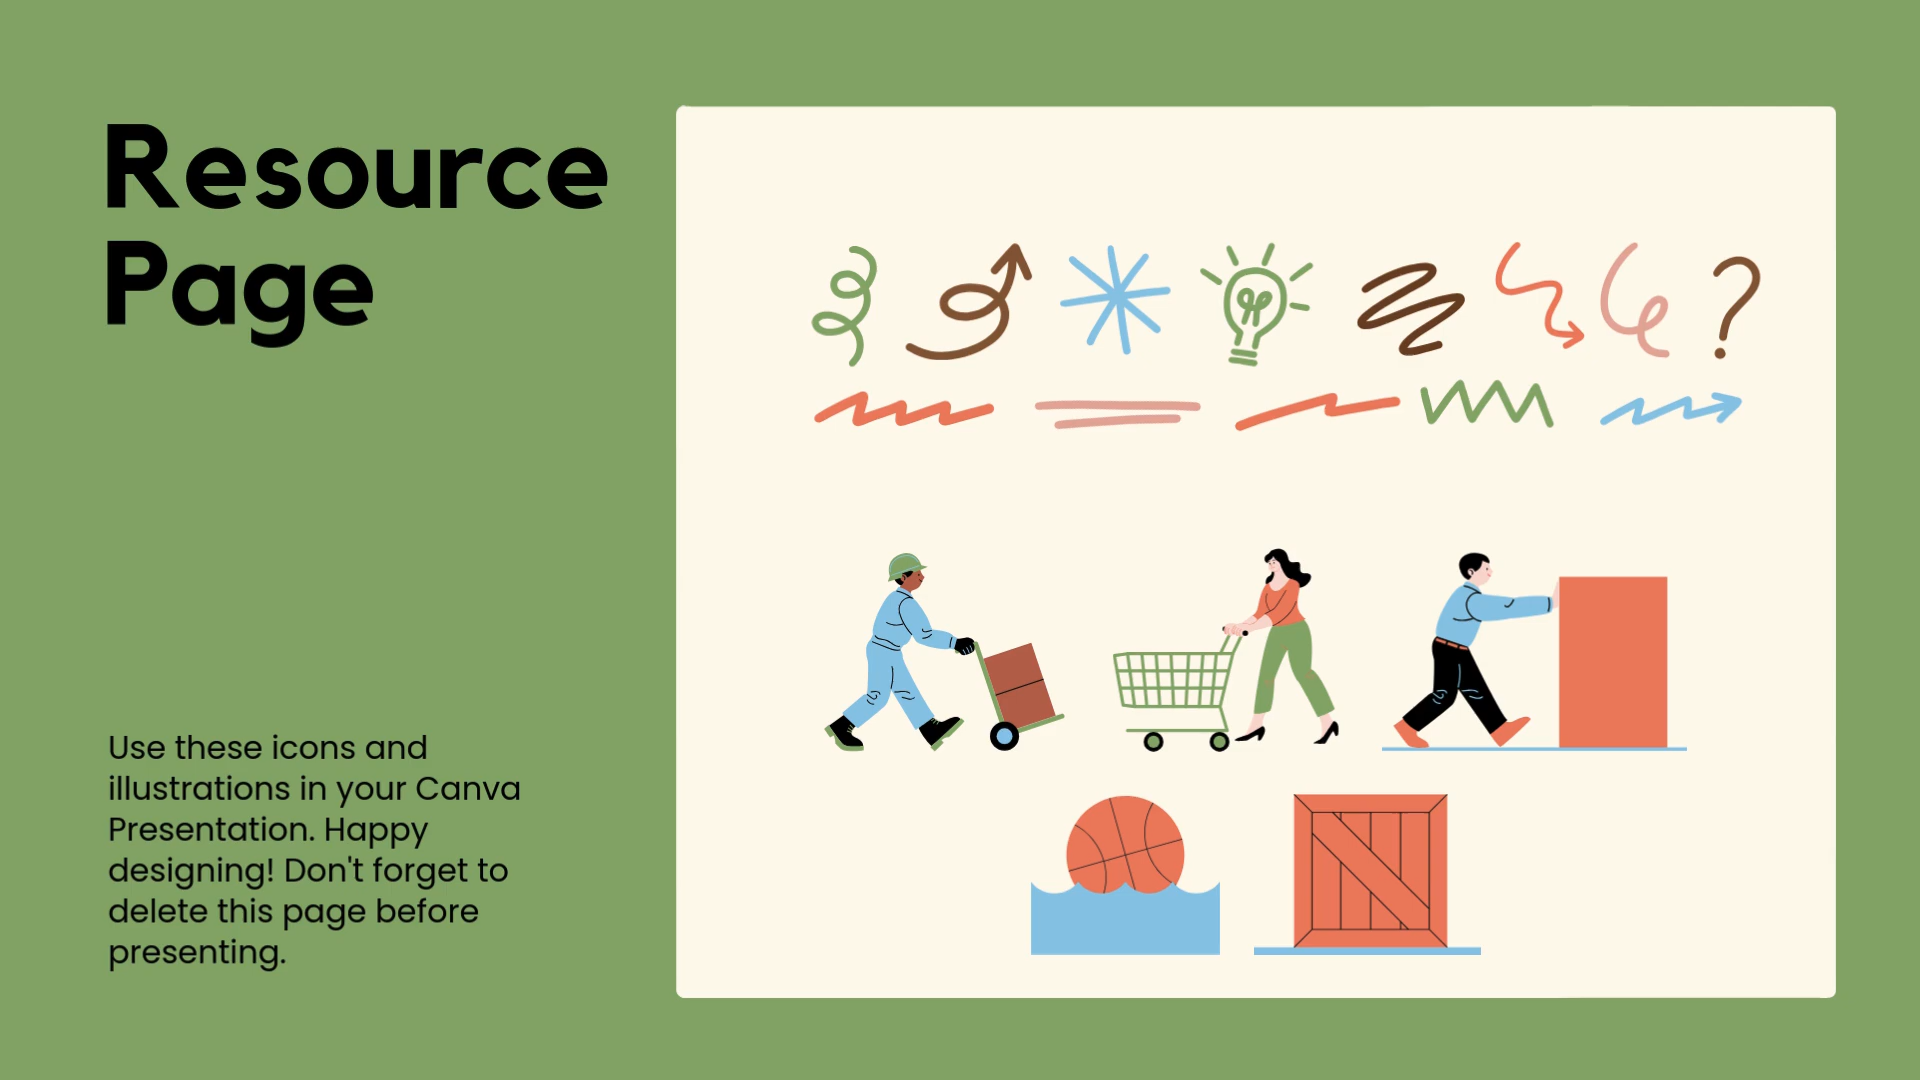 Resource
Page
Use these icons and
illustrations in your Canva
Presentation. Happy
designing! Don't forget to
delete this page before
presenting.